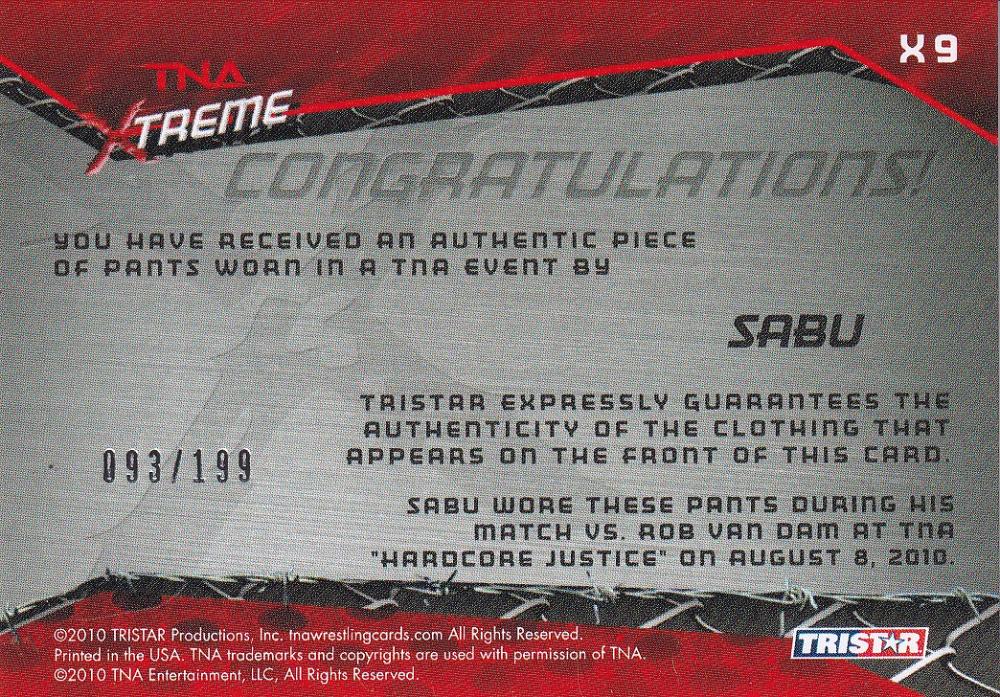 X9
TNA
XTREME
CONGRATULATIONS!
YOU HAVE RECEIVED AN AUTHENTIC PIECE
OF PANTS WORN IN A TNA EVENT BY
SABU
TRISTAR EXPRESSLY GUARANTEES THE
AUTHENTICITY OF THE CLOTHING THAT
APPEARS ON THE FRONT OF THIS CARD.
093/199
SABU WORE THESE PANTS DURING HIS
MATCH VS. ROB VAN DAM AT TNA
"HARDCORE JUSTICE" ON AUGUST 8, 2010.
©2010 TRISTAR Productions, Inc. tnawrestlingcards.com All Rights Reserved.
Printed in the USA. TNA trademarks and copyrights are used with permission of TNA.
©2010 TNA Entertainment, LLC, All Rights Reserved.
TRISTAR